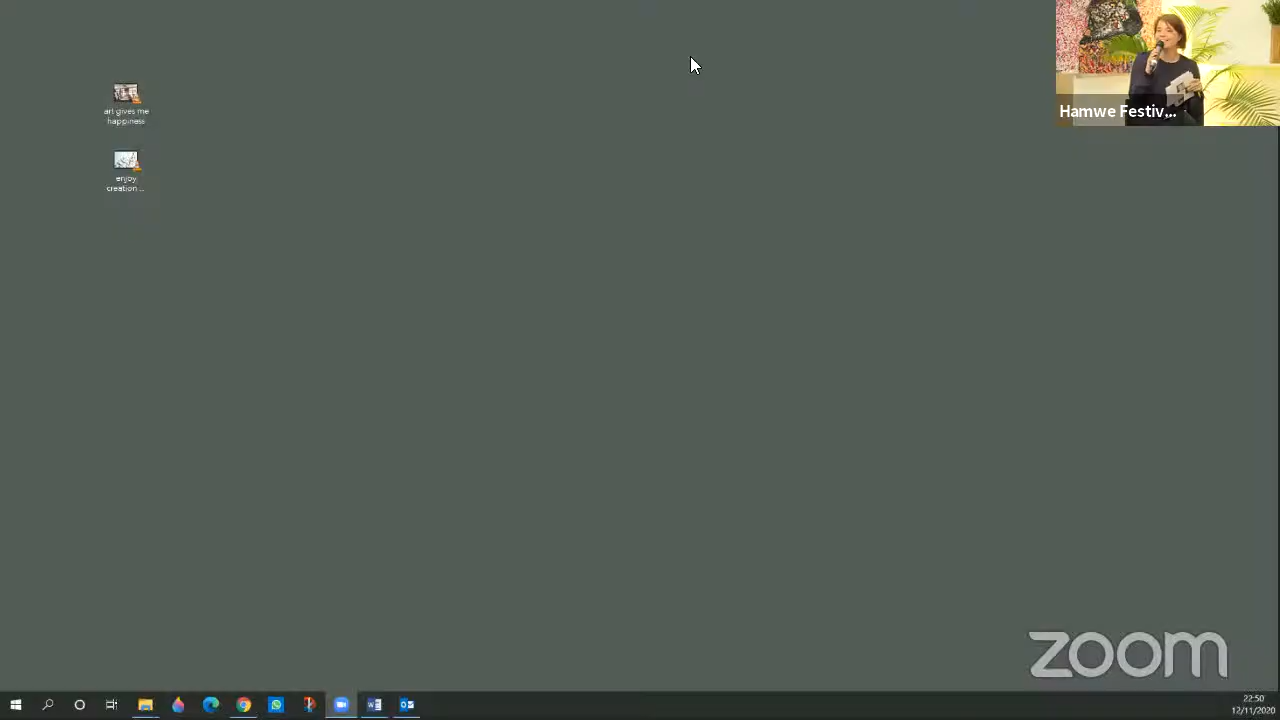 art gives me
happiness
enjoy
creation ...
Hamwe Festiv...
zoom
22:50
12/11/2020